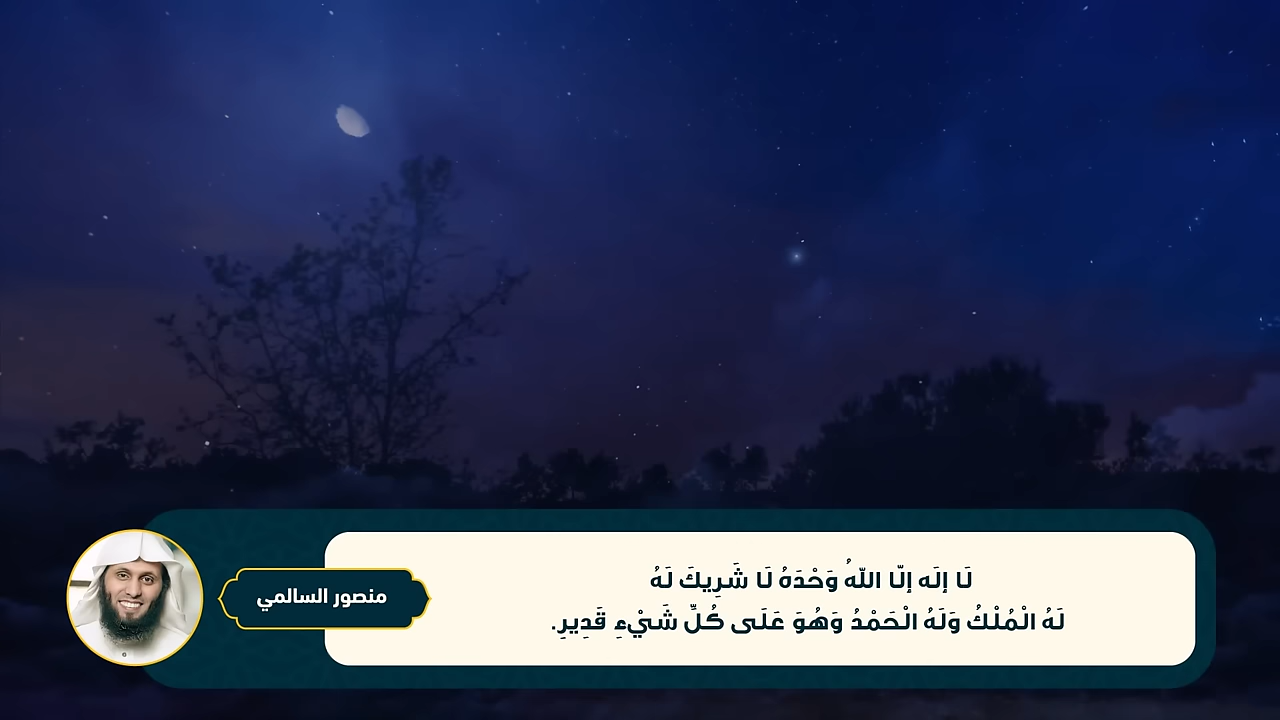 لَا إلَه إلّا اللّهُ وَحْدَهُ لَا شَرِيكَ لَهُ
لَهُ الْمُلْكُ وَلَهُ الْحَمْدُ وَهُوَ عَلَى كُلِّ شَيْءٍ قَدِيرِ.
منصور السالمي